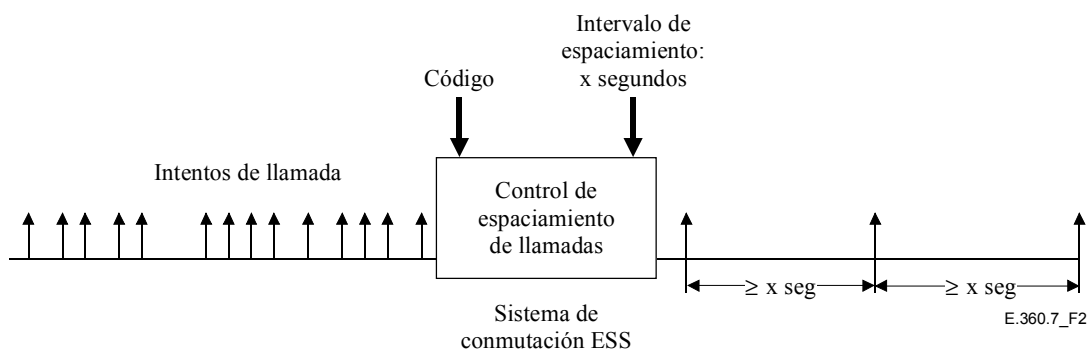 Intervalo de
espaciamiento:
x segundos
Código
Intentos de llamada
Control de
espaciamiento
de llamadas
≥ x seg
≥ x seg
Sistema de
conmutación ESS
E.360.7_F2